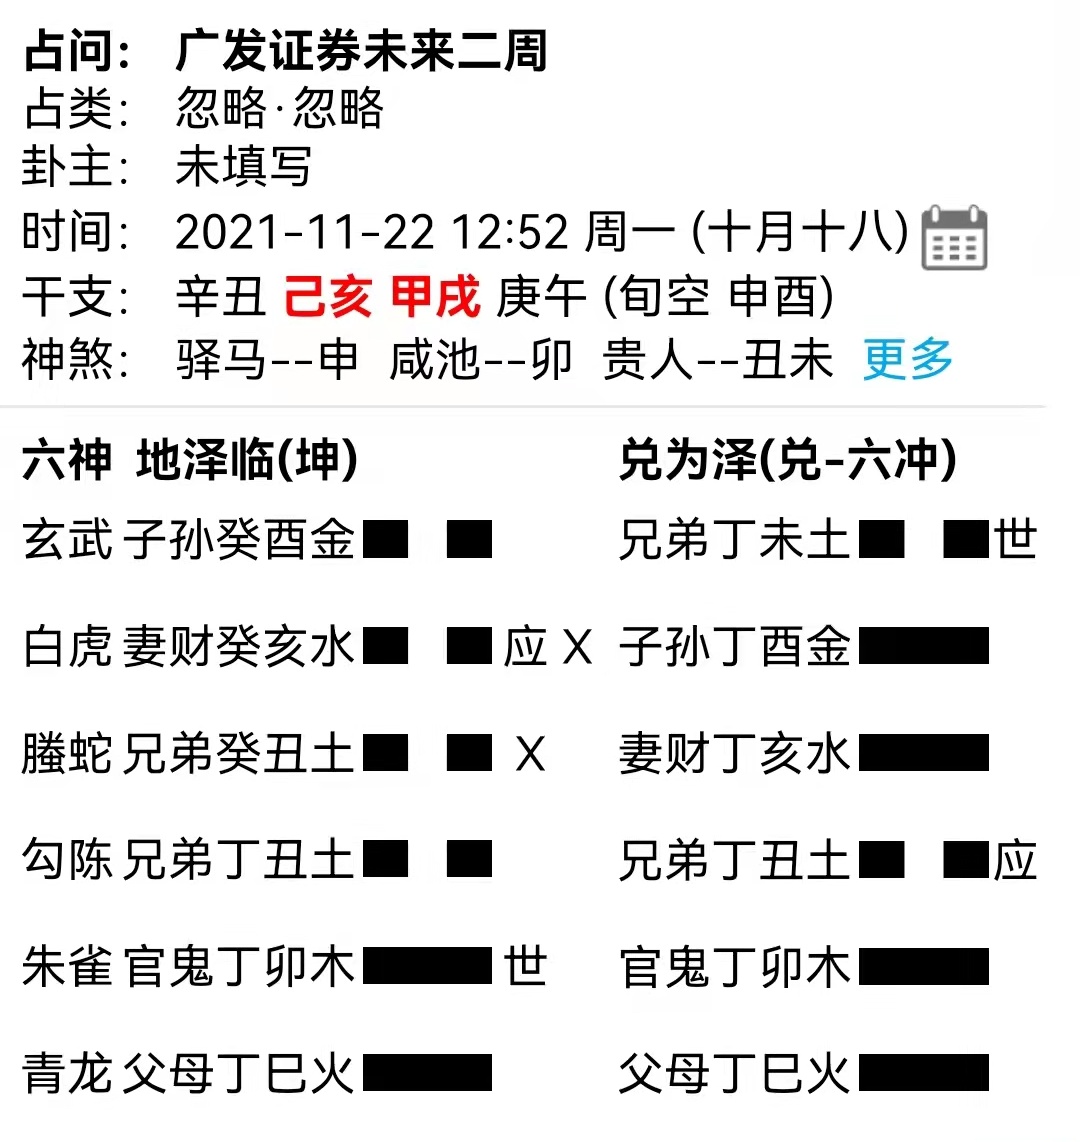 占问： 广发证券未来二周
占类： 忽略·忽略
卦主： 未填写
时间： 2021-11-22 12:52 周一 (十月十八)
干支： 辛丑 己亥 甲戌 庚午 (旬空 申酉)
神煞： 驿马--申 咸池--卯 贵人--丑未 更多
六神 地泽临(坤) 兑为泽(兑-六冲)
玄武 子孙癸酉金 兄弟丁未土 世
白虎 妻财癸亥水 应 X 子孙丁酉金
螣蛇 兄弟癸丑土 X 妻财丁亥水
勾陈 兄弟丁丑土 兄弟丁丑土 应
朱雀 官鬼丁卯木 世 官鬼丁卯木
青龙 父母丁巳火 父母丁巳火